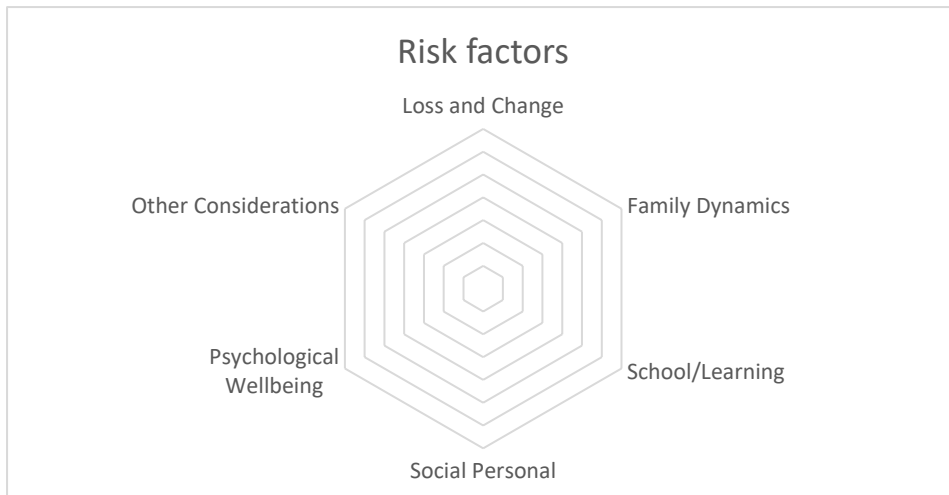 Risk factors
Loss and Change
Other Considerations
Family Dynamics
Psychological
Wellbeing
School/Learning
Social Personal